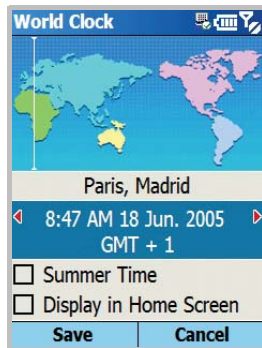 World Clock
Paris, Madrid
8:47 AM 18 Jun. 2005
GMT + 1
Summer Time
Display in Home Screen
Save Cancel